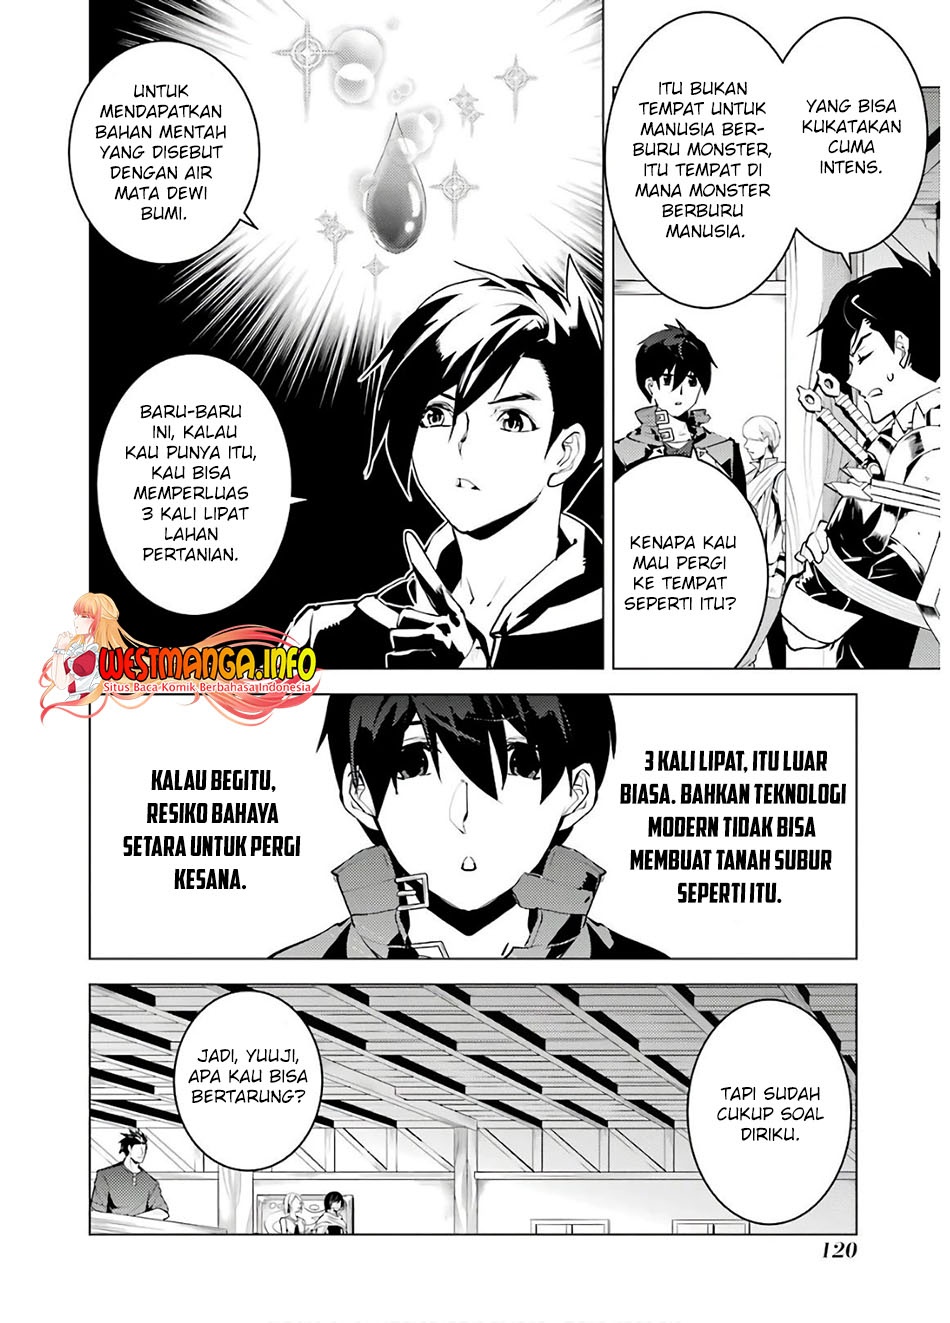 YANG BISA
KUKATAKAN
CUMA
INTENS.
ITU BUKAN
TEMPAT UNTUK
MANUSIA BER-
BURU MONSTER,
ITU TEMPAT DI
MANA MONSTER
BERBURU
MANUSIA.
KENAPA KAU
MAU PERGI
KE TEMPAT
SEPERTI ITU?
UNTUK
MENDAPATKAN
BAHAN MENTAH
YANG DISEBUT
DENGAN AIR
MATA DEWI
BUMI.
BARU-BARU
INI, KALAU
KAU PUNYA ITU,
KAU BISA
MEMPERLUAS
3 KALI LIPAT
LAHAN
PERTANIAN.
WESTMANGA.INFO
Situs Baca Komik Berbahasa Indonesia
3 KALI LIPAT, ITU LUAR
BIASA. BAHKAN TEKNOLOGI
MODERN TIDAK BISA
MEMBUAT TANAH SUBUR
SEPERTI ITU.
KALAU BEGITU,
RESIKO BAHAYA
SETARA UNTUK PERGI
KESANA.
TAPI SUDAH
CUKUP SOAL
DIRIKU.
JADI, YUUJI,
APA KAU BISA
BERTARUNG?
120